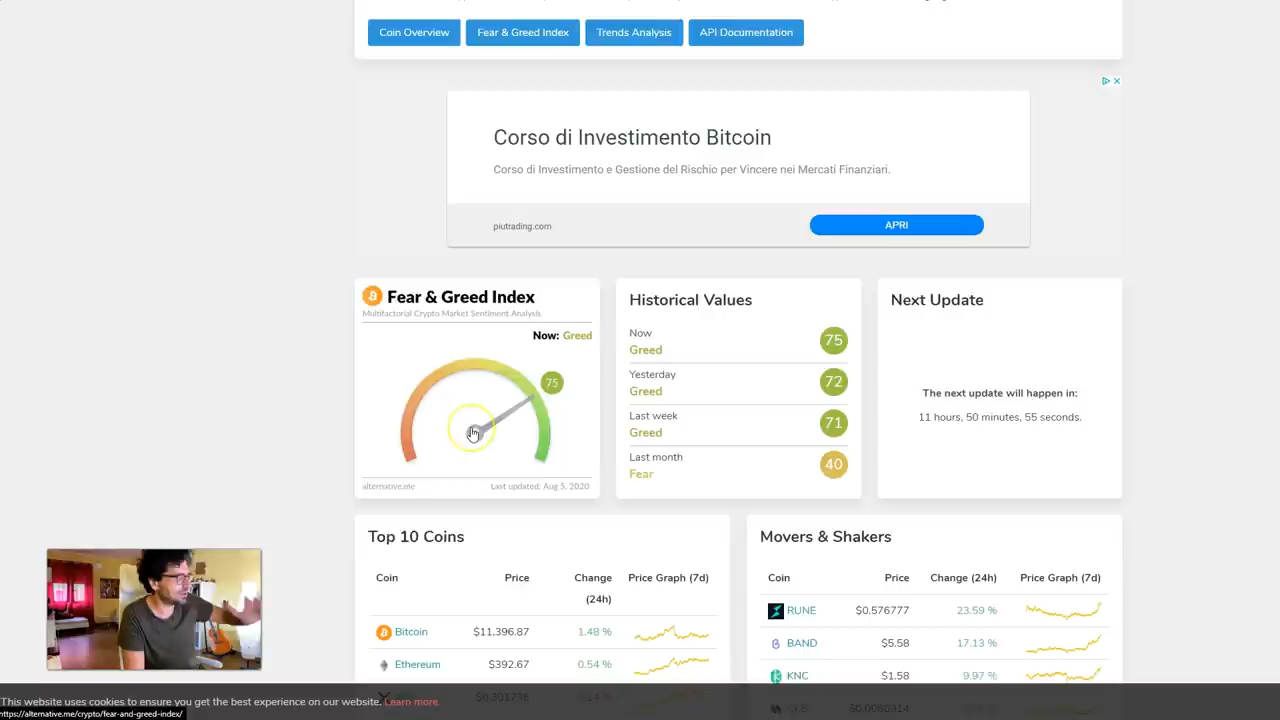 Coin Overview
Fear & Greed Index
Trends Analysis
API Documentation
Corso di Investimento Bitcoin
Corso di Investimento e Gestione del Rischio per Vincere nei Mercati Finanziari.
piutrading.com
APRI
Fear & Greed Index
Multifactorial Crypto Market Sentiment Analysis
Now: Greed
75
alternative.me
Last updated: Aug 5, 2020
Historical Values
Now
Greed
75
Yesterday
Greed
72
Last week
Greed
71
Last month
Fear
40
Next Update
The next update will happen in:
11 hours, 50 minutes, 55 seconds.
Top 10 Coins
Coin Price Change (24h) Price Graph (7d)
Bitcoin $11,396.87 1.48 %
Ethereum $392.67 0.54 %
Movers & Shakers
Coin Price Change (24h) Price Graph (7d)
RUNE $0.576777 23.59 %
BAND $5.58 17.13 %
KNC $1.58 9.97 %
This website uses cookies to ensure you get the best experience on our website. Learn more
https://alternative.me/crypto/fear-and-greed-index/